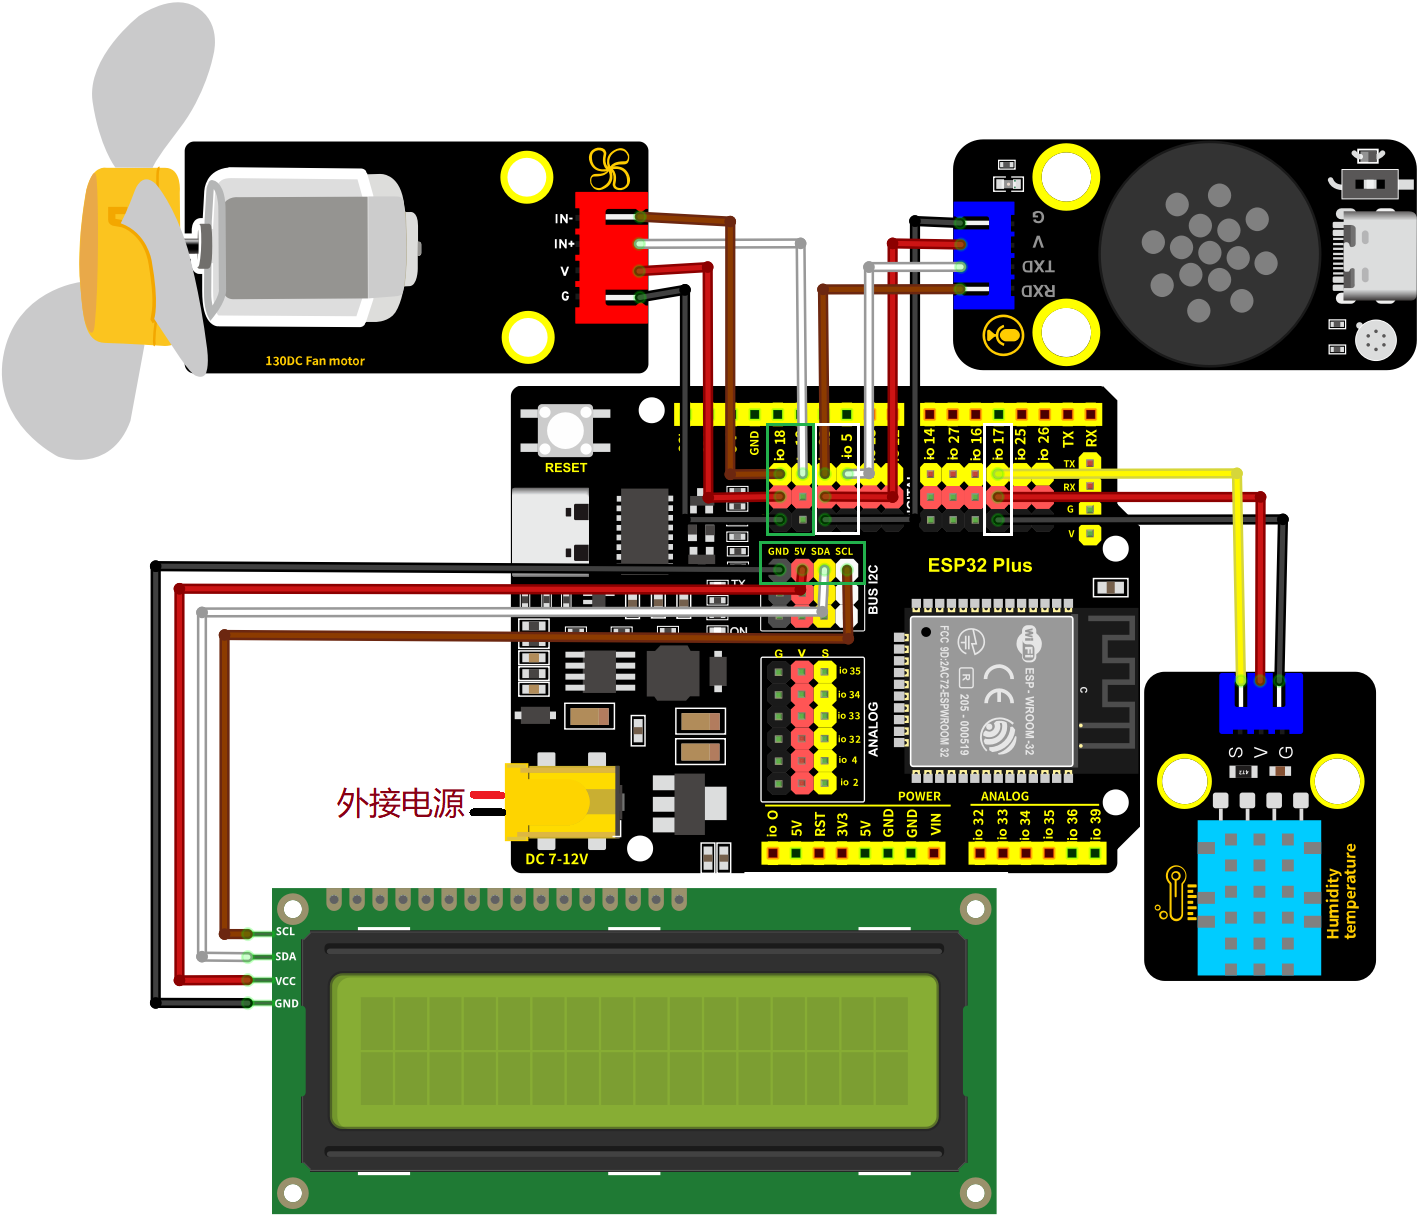 IN-
IN+
V
G
130DC Fan motor
G
V
TXD
RXD
RESET
GND
io 18
io 5
io 14
io 27
io 16
io 17
io 25
io 26
TX
RX
TX
RX
G
V
GND 5V SDA SCL
BUS I2C
ESP32 Plus
TX
ON
G V S
io 35
io 34
io 33
io 32
io 4
io 2
ANALOG
WiFi
ESP - WROOM - 32
CE
R
205 - 000519
FCC 9D:2AC72-ESPWROOM 32
C
外接电源
DC 7-12V
POWER
io 0
5V
RST
3V3
5V
GND
GND
VIN
ANALOG
io 32
io 33
io 34
io 35
io 36
io 39
S
V
G
Humidity
temperature
SCL
SDA
VCC
GND